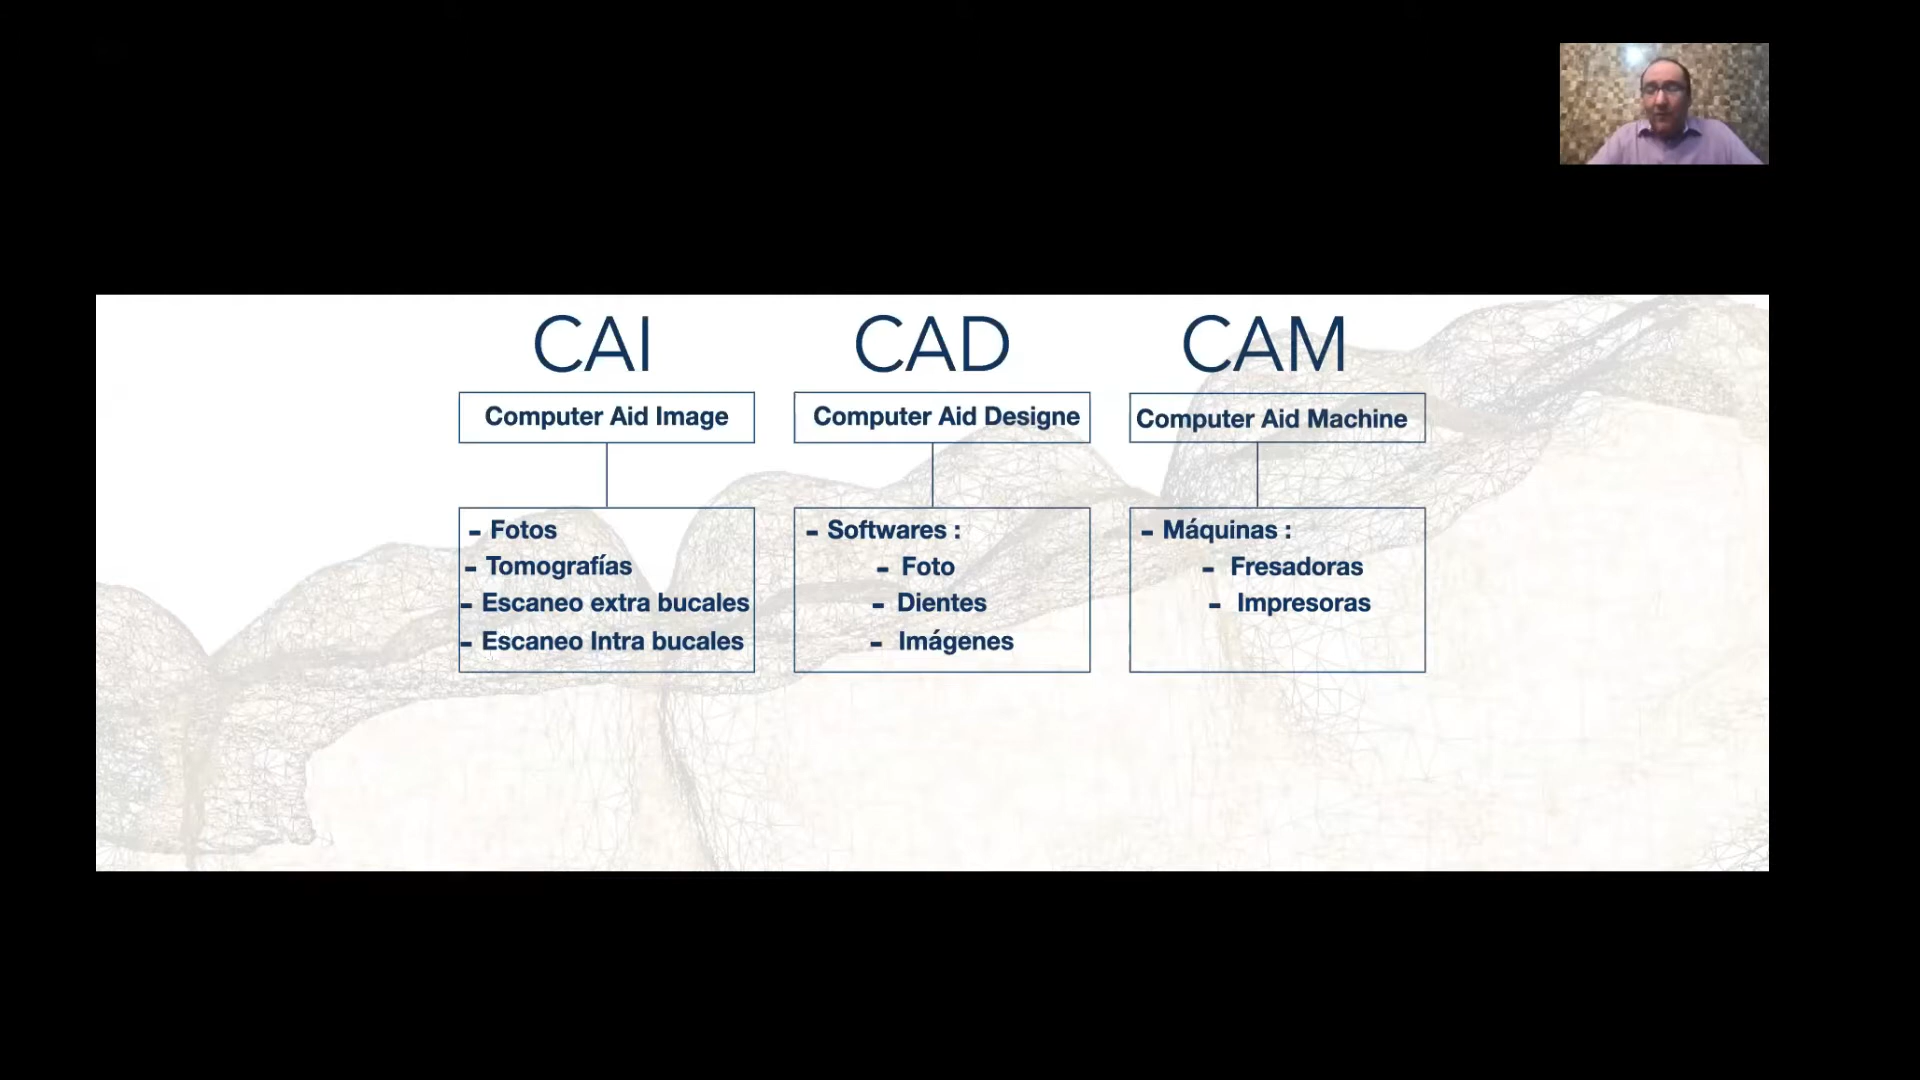 CAI
Computer Aid Image
- Fotos
- Tomografías
- Escaneo extra bucales
- Escaneo Intra bucales
CAD
Computer Aid Designe
- Softwares :
- Foto
- Dientes
- Imágenes
CAM
Computer Aid Machine
- Máquinas :
- Fresadoras
- Impresoras